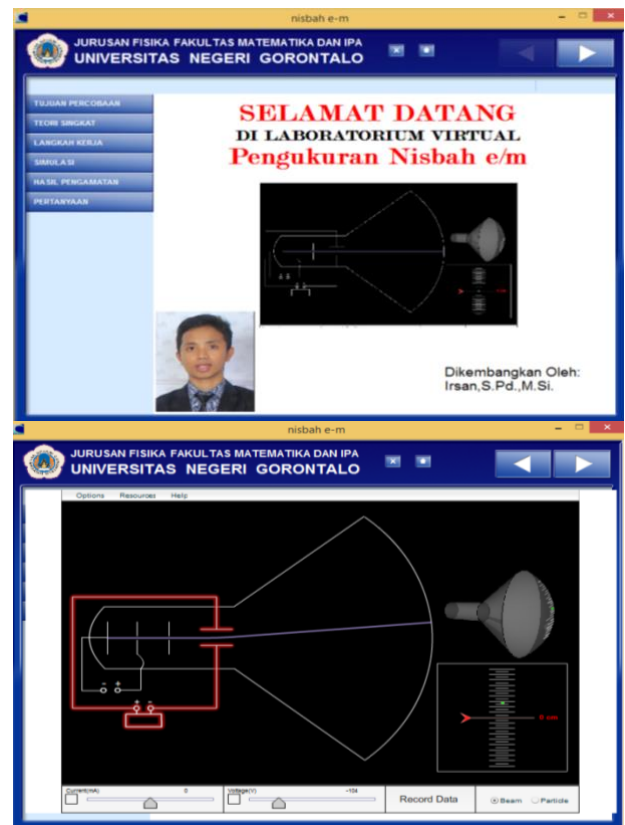 nisbah e-m
JURUSAN FISIKA FAKULTAS MATEMATIKA DAN IPA
UNIVERSITAS NEGERI GORONTALO
TUJUAN PERCOBAAN
TEORI SINGKAT
LANGKAH KERJA
SIMULASI
HASIL PENGAMATAN
PERTANYAAN
SELAMAT DATANG
DI LABORATORIUM VIRTUAL
Pengukuran Nisbah e/m
Dikembangkan Oleh:
Irsan,S.Pd.,M.Si.
nisbah e-m
JURUSAN FISIKA FAKULTAS MATEMATIKA DAN IPA
UNIVERSITAS NEGERI GORONTALO
Options Resources Help
- +
+ -
Current(mA) 0 Voltage(V) -104
Record Data
Beam Particle